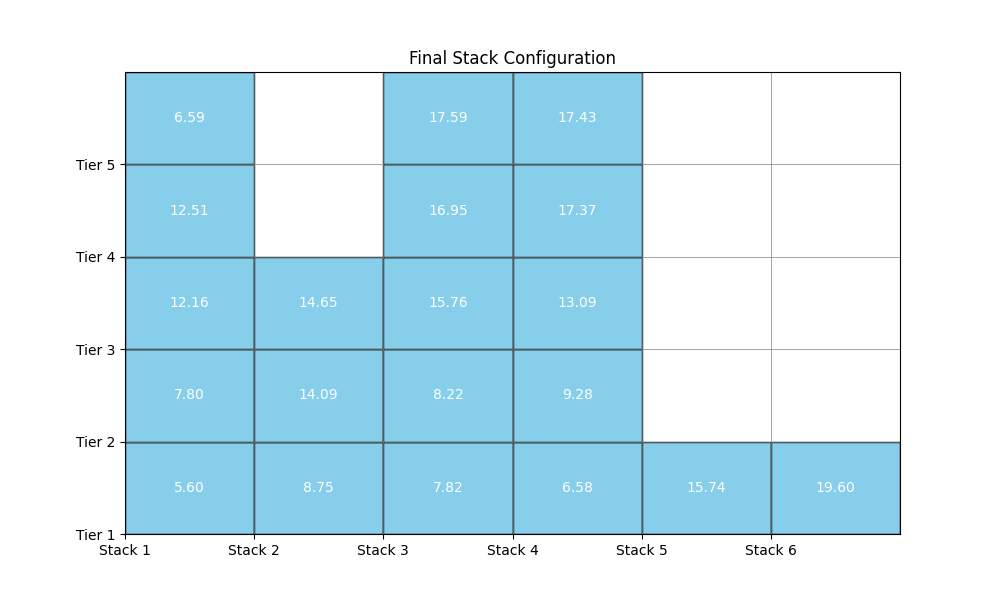 Final Stack Configuration
6.59 17.59 17.43
Tier 5
12.51 16.95 17.37
Tier 4
12.16 14.65 15.76 13.09
Tier 3
7.80 14.09 8.22 9.28
Tier 2
5.60 8.75 7.82 6.58 15.74 19.60
Tier 1
Stack 1 Stack 2 Stack 3 Stack 4 Stack 5 Stack 6